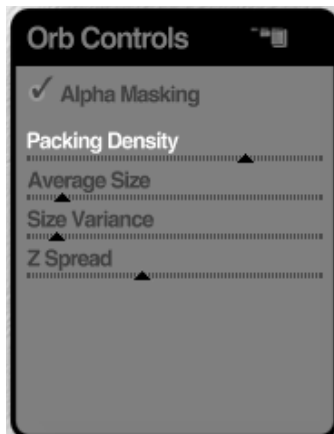 Orb Controls
Alpha Masking
Packing Density
Average Size
Size Variance
Z Spread